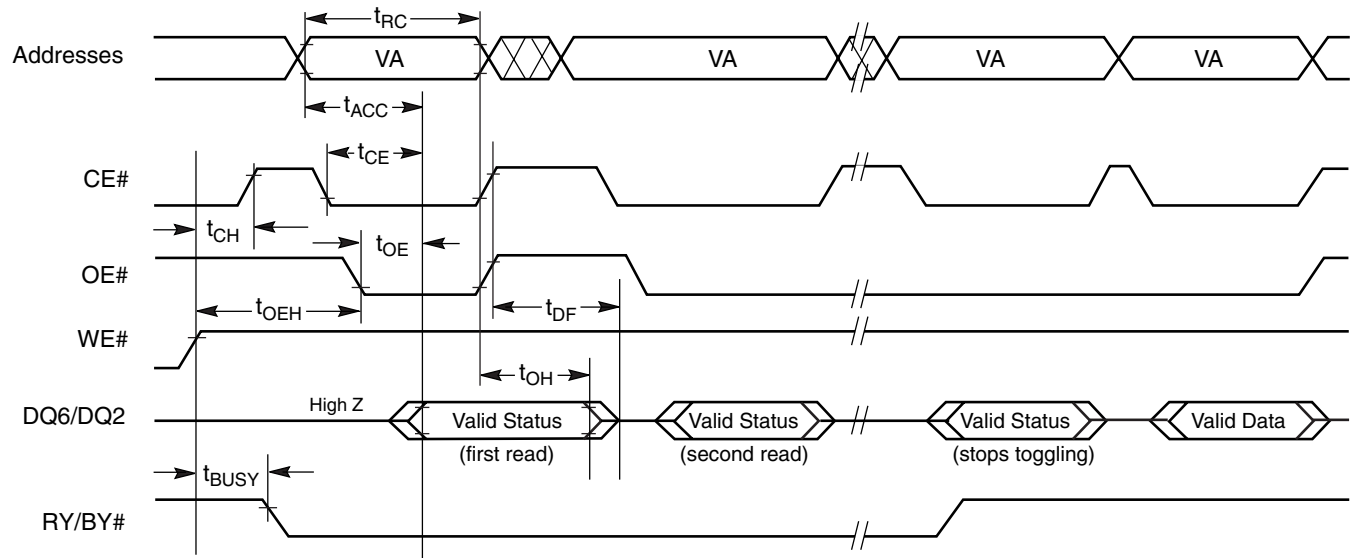 tRC
Addresses VA VA VA VA
tACC
tCE
CE#
tCH tOE
OE#
tOEH tDF
WE#
tOH
DQ6/DQ2 High Z Valid Status Valid Status Valid Status Valid Data
(first read) (second read) (stops toggling)
tBUSY
RY/BY#